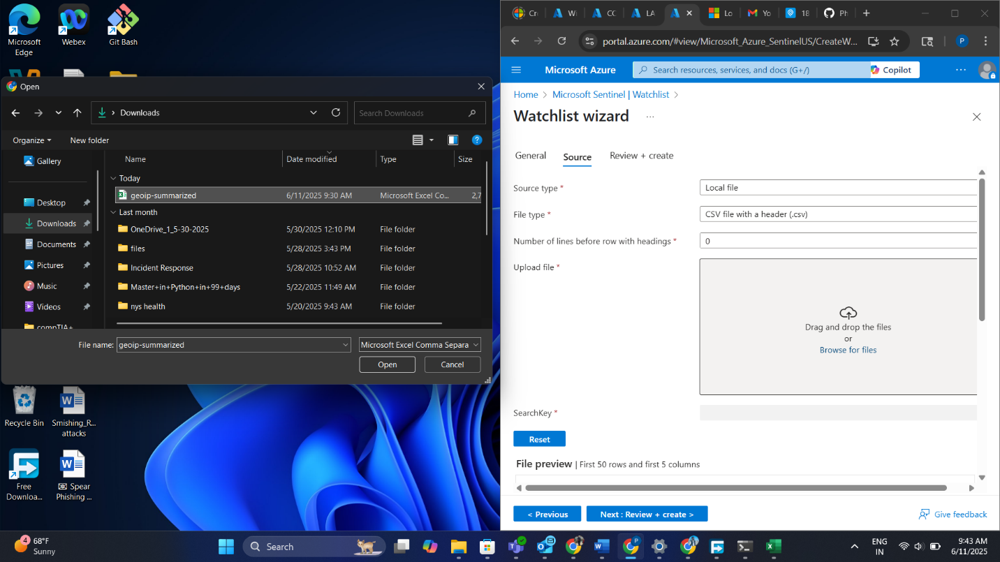 Microsoft
Edge
Webex
Git Bash
Open
Downloads
Search Downloads
Organize
New folder
Gallery
Desktop
Downloads
Documents
Pictures
Music
Videos
compTIA+
Name
Date modified
Type
Size
Today
geoip-summarized
6/11/2025 9:30 AM
Microsoft Excel Co...
2,7
Last month
OneDrive_1_5-30-2025
5/30/2025 12:10 PM
File folder
files
5/28/2025 3:43 PM
File folder
Incident Response
5/28/2025 10:52 AM
File folder
Master+in+Python+in+99+days
5/22/2025 11:49 AM
File folder
nys health
5/20/2025 9:43 AM
File folder
File name:
geoip-summarized
Microsoft Excel Comma Separa
Open
Cancel
Recycle Bin
Smishing_R...
attacks
Free
Downloa...
Spear
Phishing ...
Cr
W
CC
LA
Lo
Yo
18
Ph
portal.azure.com/#view/Microsoft_Azure_SentinelUS/CreateW...
P
Microsoft Azure
Search resources, services, and docs (G+/)
Copilot
Home > Microsoft Sentinel | Watchlist >
Watchlist wizard
General
Source
Review + create
Source type *
Local file
File type *
CSV file with a header (.csv)
Number of lines before row with headings *
0
Upload file *
Drag and drop the files
or
Browse for files
SearchKey *
Reset
File preview | First 50 rows and first 5 columns
< Previous
Next : Review + create >
Give feedback
4
68°F
Sunny
Search
P
ENG
IN
9:43 AM
6/11/2025